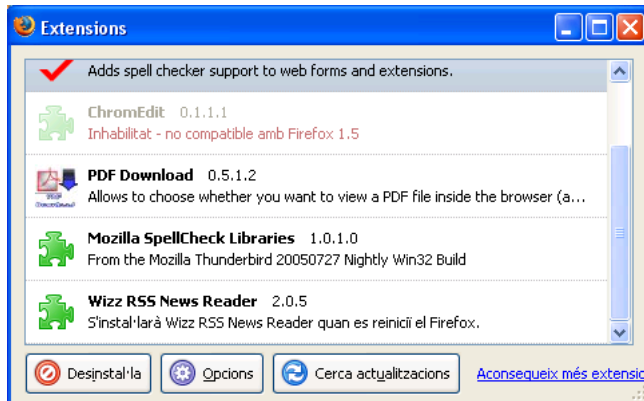 Extensions
Adds spell checker support to web forms and extensions.
ChromEdit 0.1.1.1
Inhabilitat - no compatible amb Firefox 1.5
PDF Download 0.5.1.2
Allows to choose whether you want to view a PDF file inside the browser (a...
Mozilla SpellCheck Libraries 1.0.1.0
From the Mozilla Thunderbird 20050727 Nightly Win32 Build
Wizz RSS News Reader 2.0.5
S'instal·larà Wizz RSS News Reader quan es reiniciï el Firefox.
Desinstal·la Opcions Cerca actualitzacions Aconsegueix més extensio